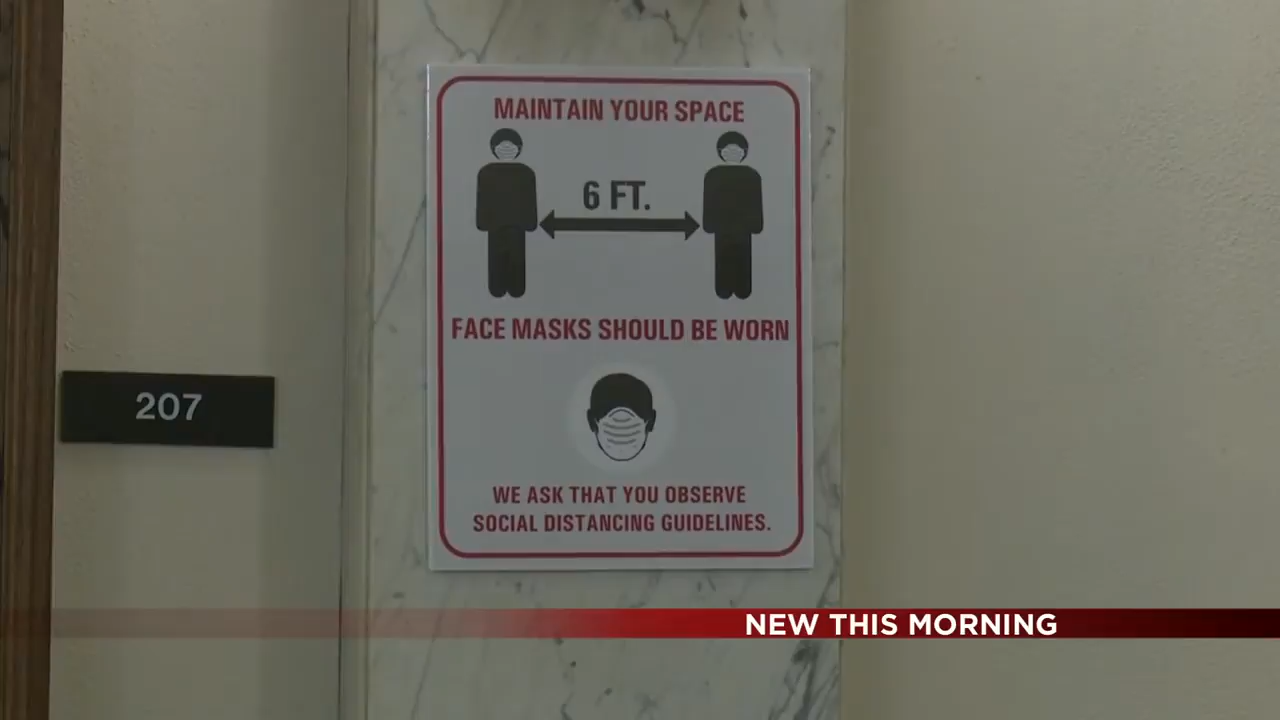 MAINTAIN YOUR SPACE
6 FT.
FACE MASKS SHOULD BE WORN
207
WE ASK THAT YOU OBSERVE
SOCIAL DISTANCING GUIDELINES.
NEW THIS MORNING